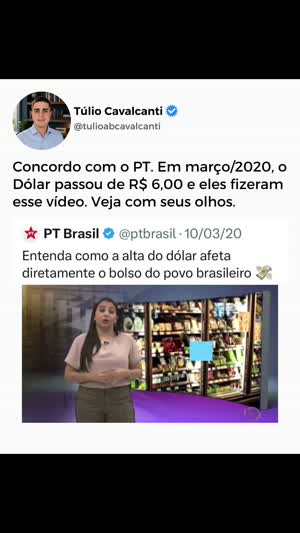 Túlio Cavalcanti
@tulioabcavalcanti
Concordo com o PT. Em março/2020, o
Dólar passou de R$ 6,00 e eles fizeram
esse vídeo. Veja com seus olhos.
PT Brasil @ptbrasil · 10/03/20
Entenda como a alta do dólar afeta
diretamente o bolso do povo brasileiro 💸